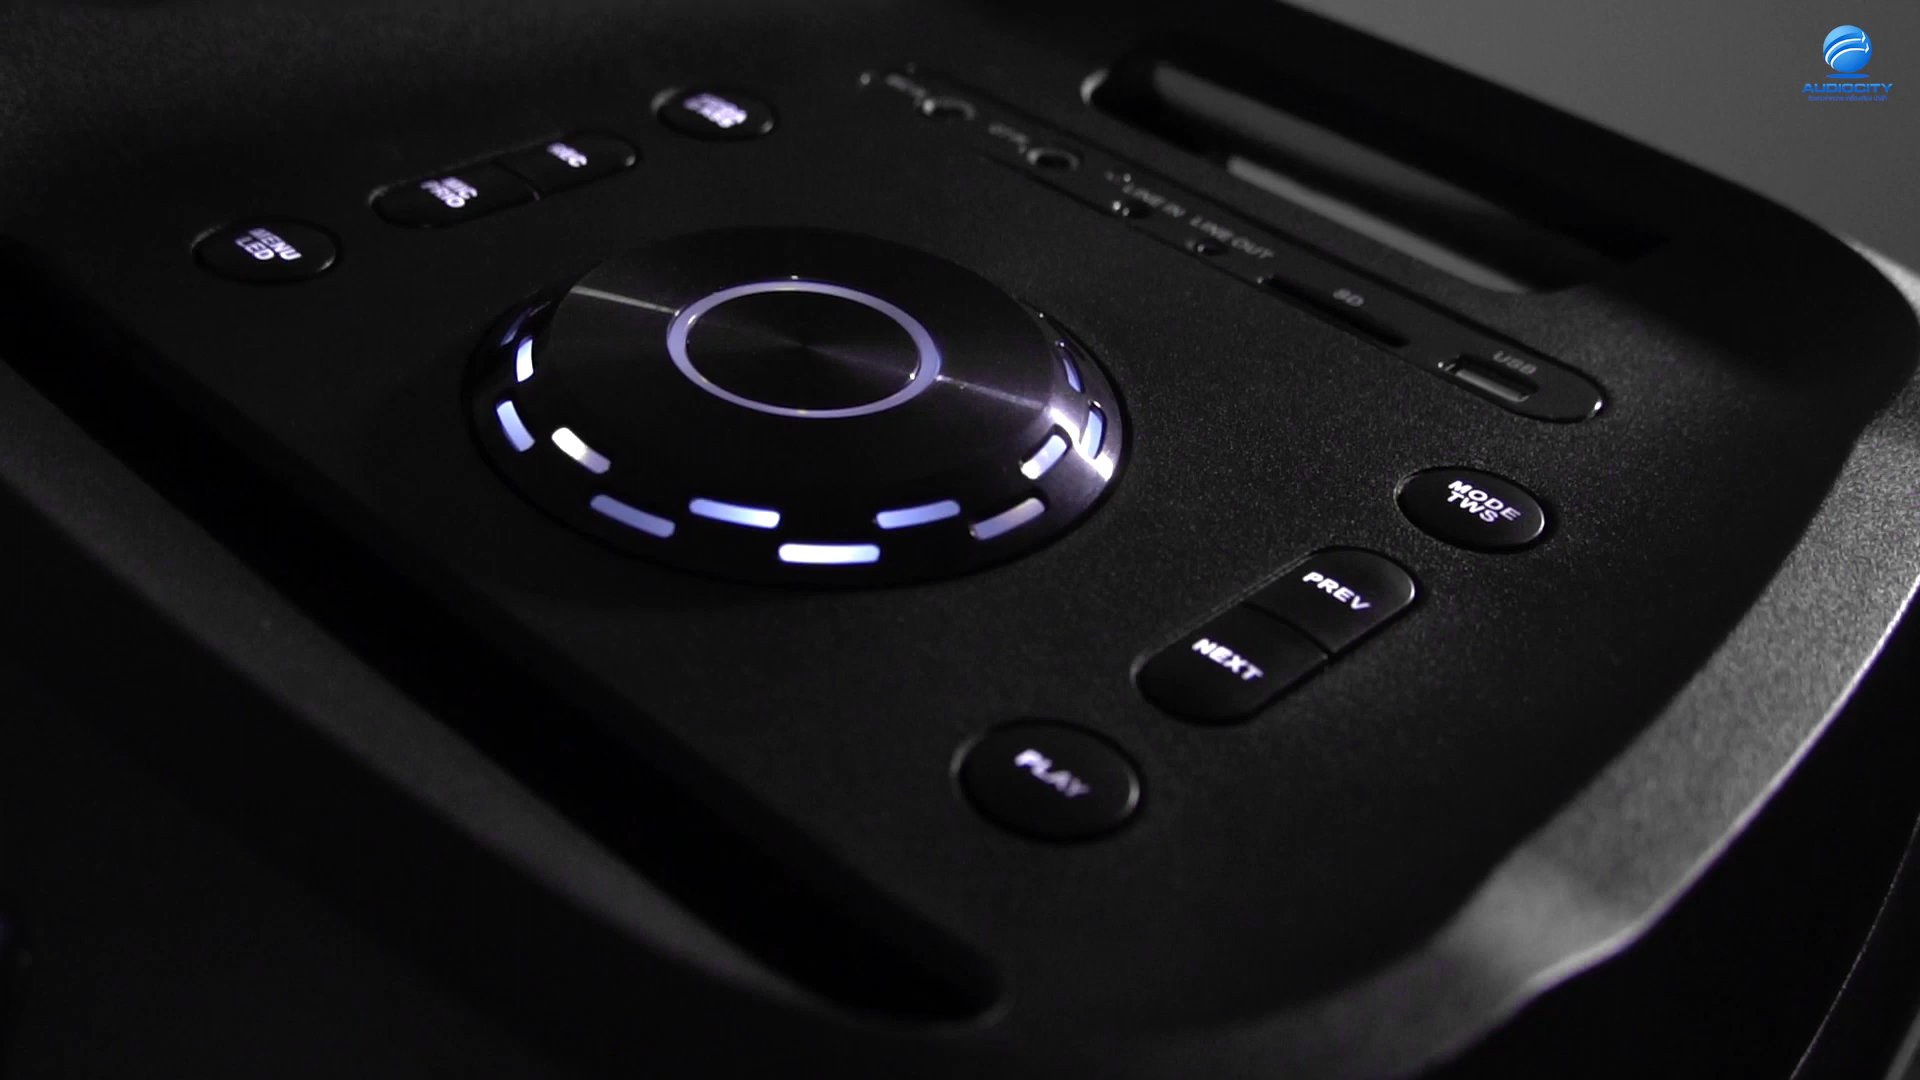 AUDIOCITY
REC
MIC
PRIO
MENU
LED
LINE IN
LINE OUT
SD
USB
MODE
TWS
PREV
NEXT
PLAY